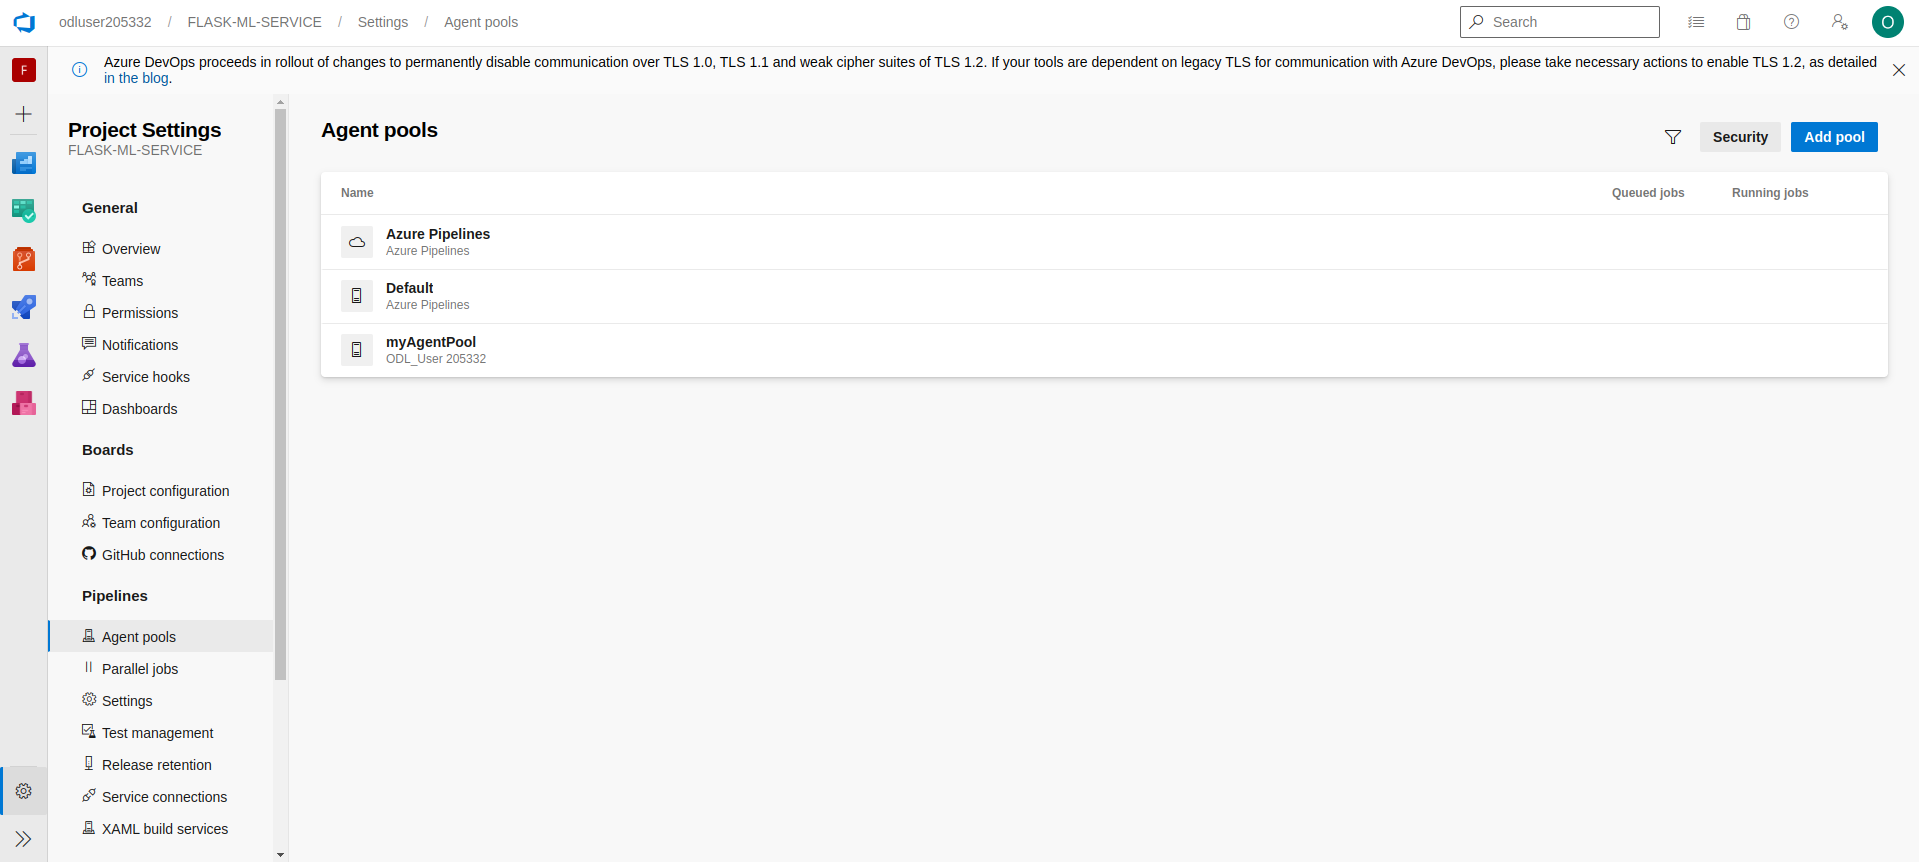 odluser205332 / FLASK-ML-SERVICE / Settings / Agent pools
Search
O
F
Azure DevOps proceeds in rollout of changes to permanently disable communication over TLS 1.0, TLS 1.1 and weak cipher suites of TLS 1.2. If your tools are dependent on legacy TLS for communication with Azure DevOps, please take necessary actions to enable TLS 1.2, as detailed
in the blog.
Project Settings
FLASK-ML-SERVICE
General
Overview
Teams
Permissions
Notifications
Service hooks
Dashboards
Boards
Project configuration
Team configuration
GitHub connections
Pipelines
Agent pools
Parallel jobs
Settings
Test management
Release retention
Service connections
XAML build services
Agent pools
Security
Add pool
Name Queued jobs Running jobs
Azure Pipelines
Azure Pipelines
Default
Azure Pipelines
myAgentPool
ODL_User 205332